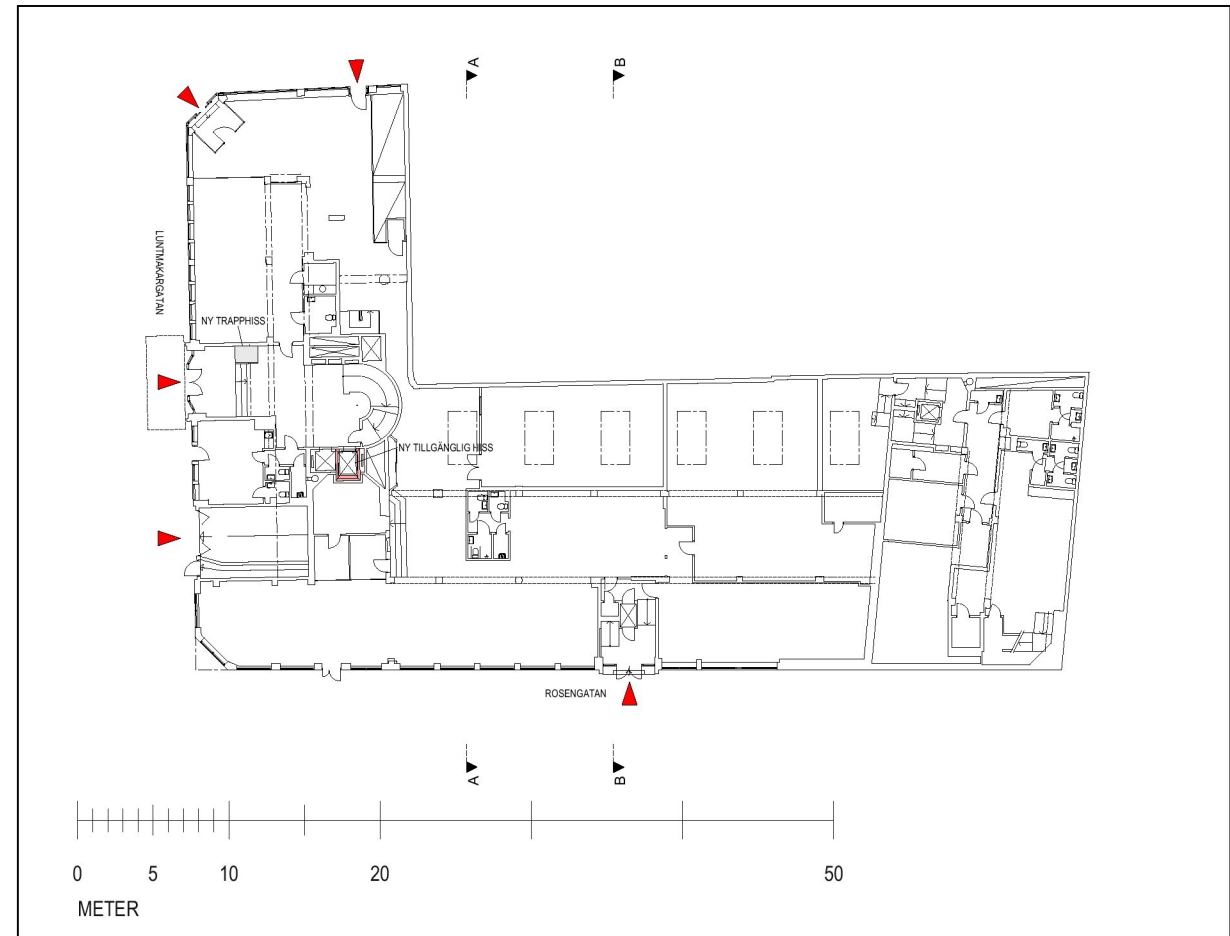 A
B
LUNTMAKARGATAN
NY TRAPPHISS
NY TILLGÄNGLIG HISS
ROSENGATAN
A
B
0 5 10 20 50
METER